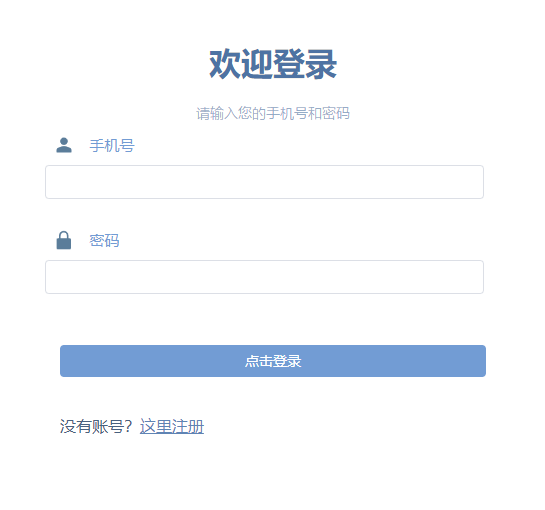 欢迎登录
请输入您的手机号和密码
手机号
密码
点击登录
没有账号？这里注册